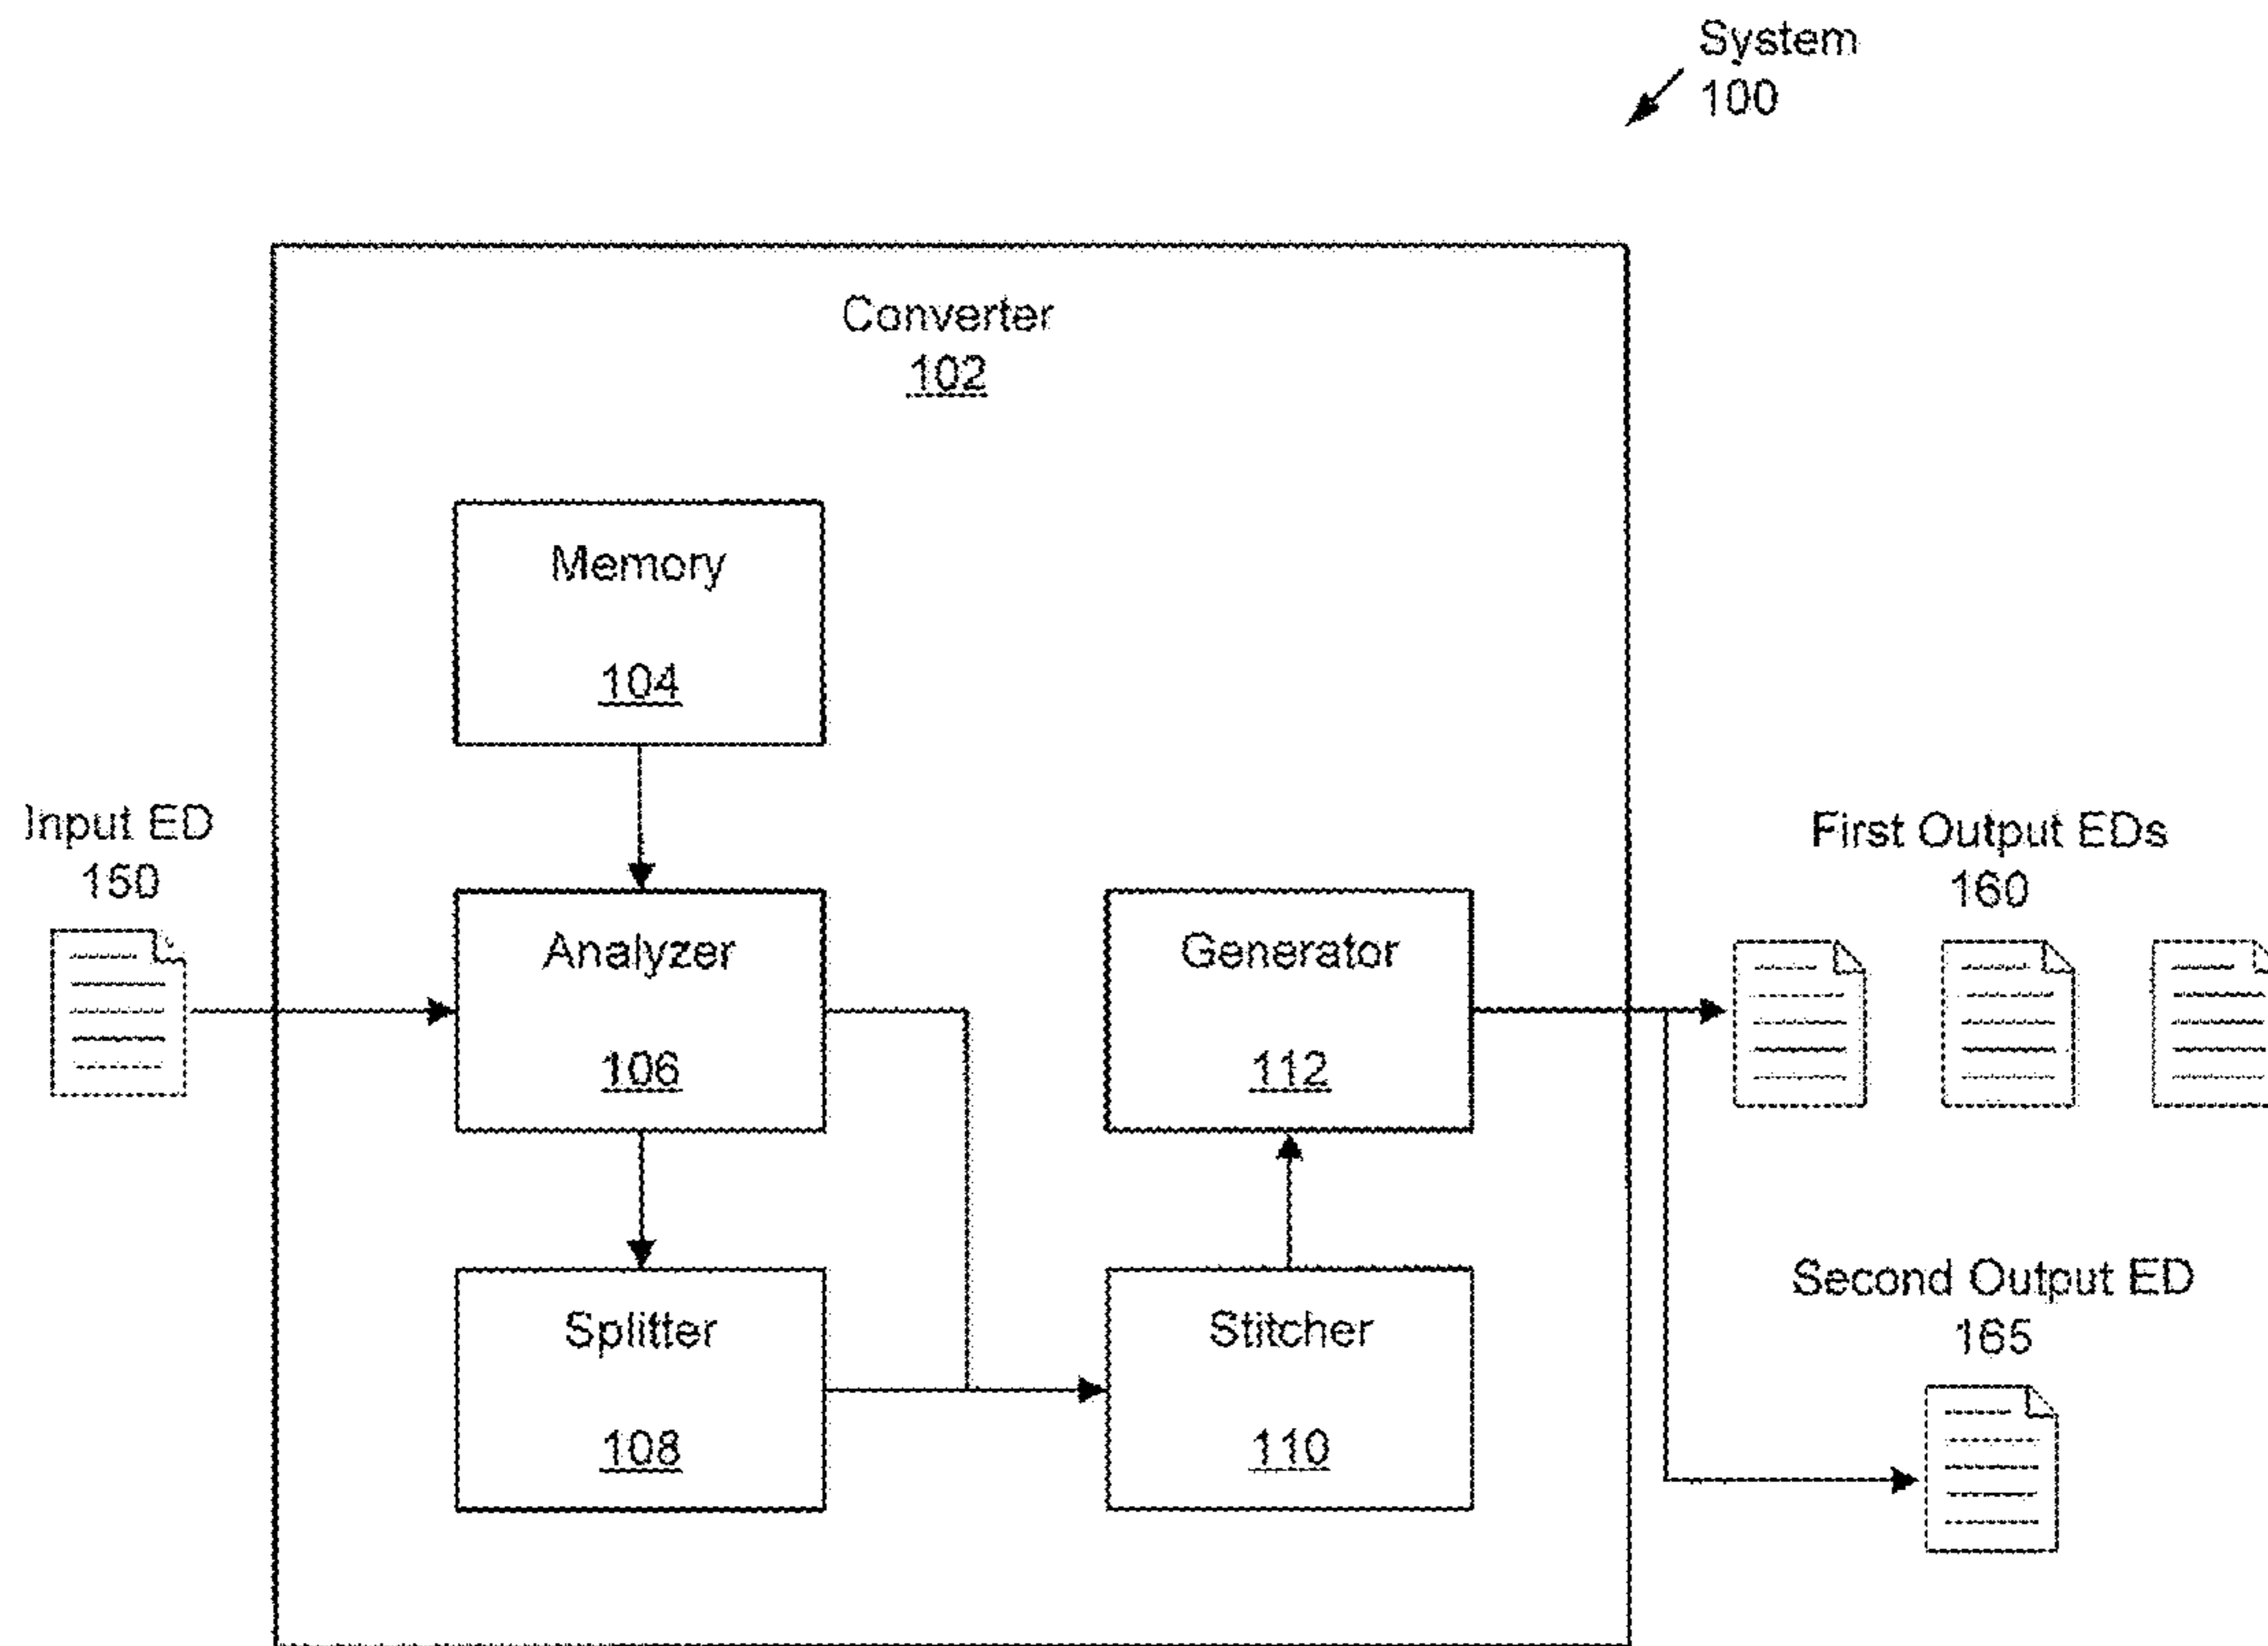 System
100
Converter
102
Memory
104
Input ED
150
Analyzer
106
Generator
112
First Output EDs
160
Splitter
108
Stitcher
110
Second Output ED
165